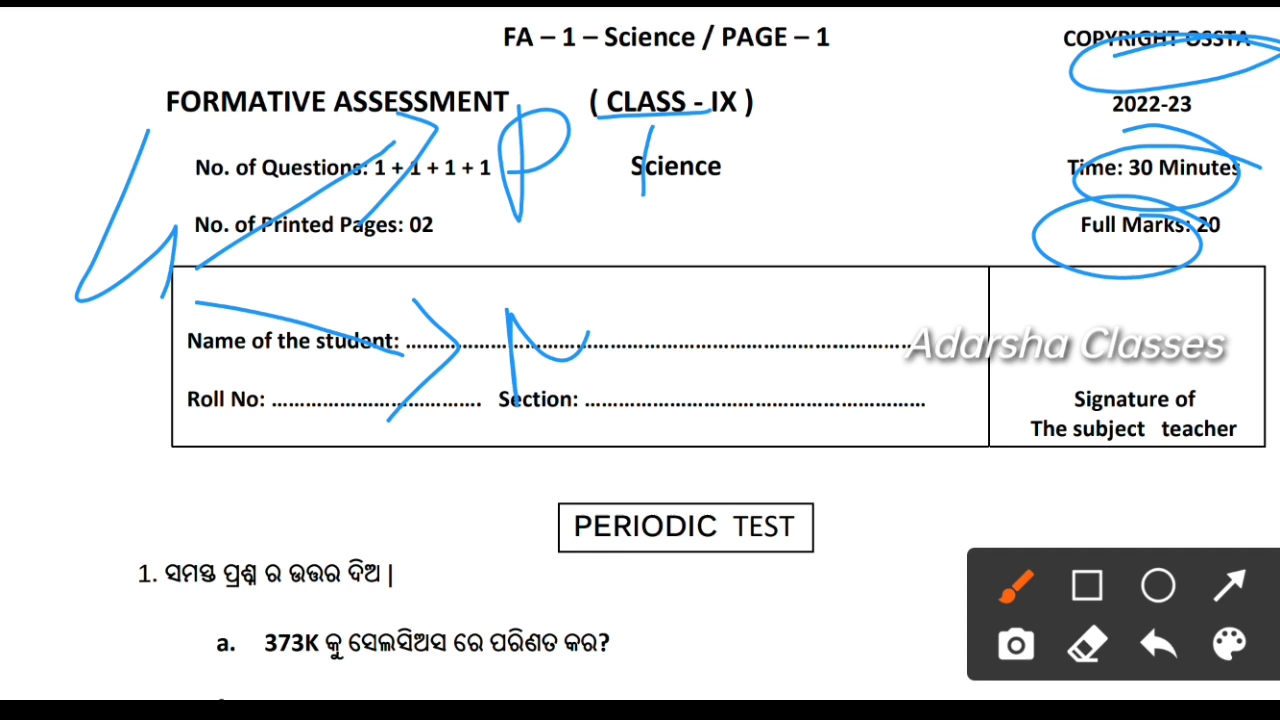 FA – 1 – Science / PAGE – 1
COPYRIGHT OSSTA
FORMATIVE ASSESSMENT ( CLASS - IX )
2022-23
No. of Questions: 1 + 1 + 1 + 1
Science
Time: 30 Minutes
No. of Printed Pages: 02
Full Marks: 20
P
Name of the student: ........................................
Adarsha Classes
Roll No: .................................. Section: ........................................
Signature of
The subject teacher
PERIODIC TEST
1. ସମସ୍ତ ପ୍ରଶ୍ନ ର ଉତ୍ତର ଦିଅ |
a. 373K କୁ ସେଲସିଅସ ରେ ପରିଣତ କର?